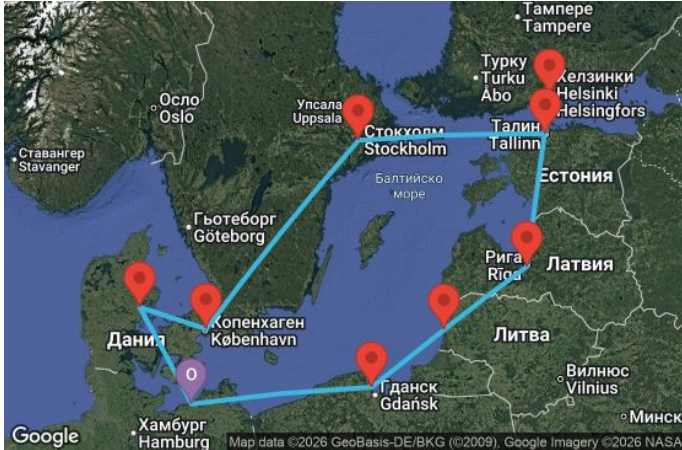 Тампере
Tampere
Турку
Turku
Åbo
Хелзинки
Helsinki
Helsingfors
Осло
Oslo
Упсала
Uppsala
Стокхолм
Stockholm
Талин
Tallinn
Ставангер
Stavanger
Балтийско
море
Естония
Гьотеборг
Göteborg
Рига
Rīga
Латвия
Копенхаген
København
Дания
Литва
O
Гданск
Gdańsk
Вилнюс
Vilnius
Хамбург
Hamburg
Минск
Google
Map data ©2026 GeoBasis-DE/BKG (©2009), Google Imagery ©2026 NASA